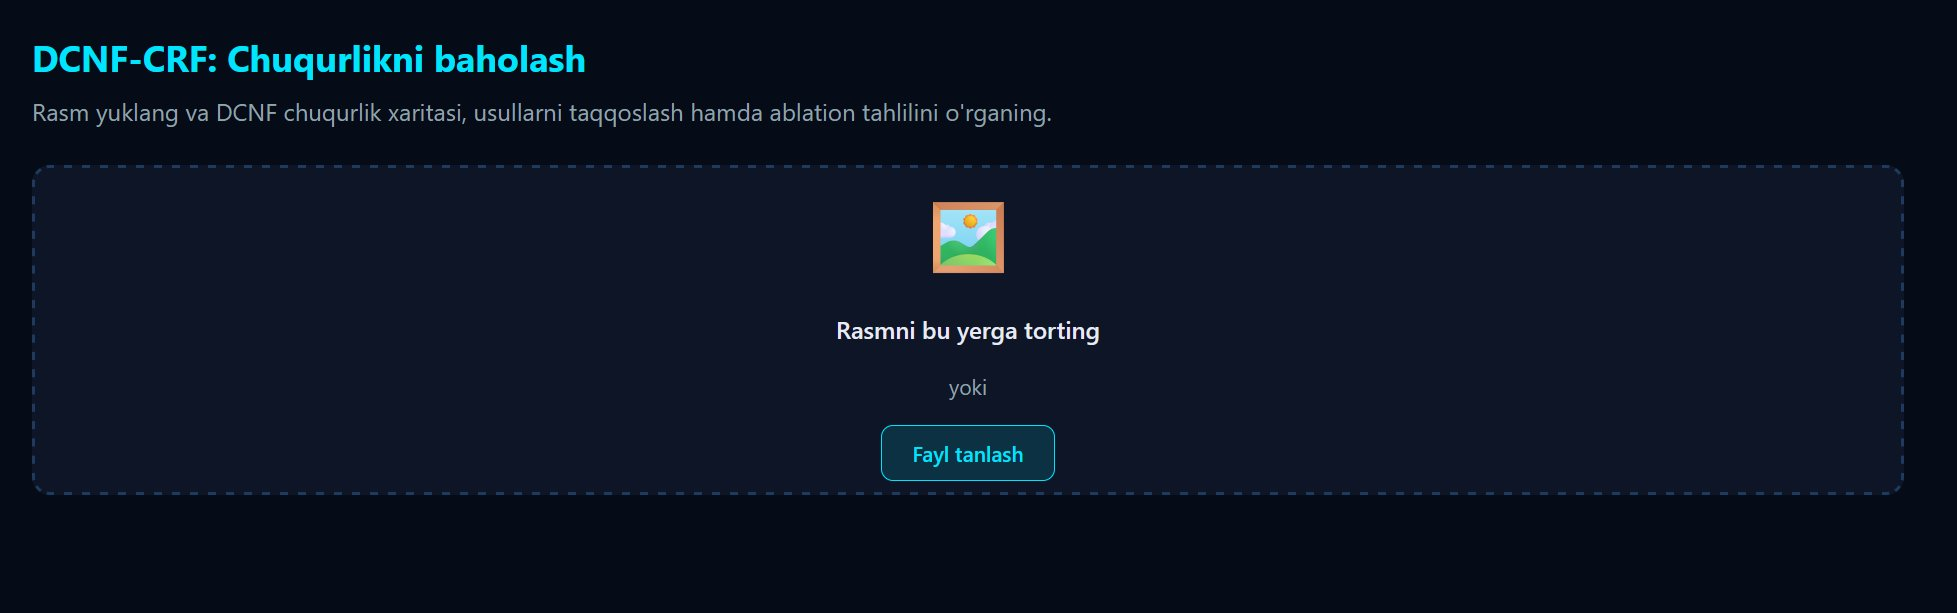 DCNF-CRF: Chuqurlikni baholash
Rasm yuklang va DCNF chuqurlik xaritasi, usullarni taqqoslash hamda ablation tahlilini o'rganing.
Rasmni bu yerga torting
yoki
Fayl tanlash